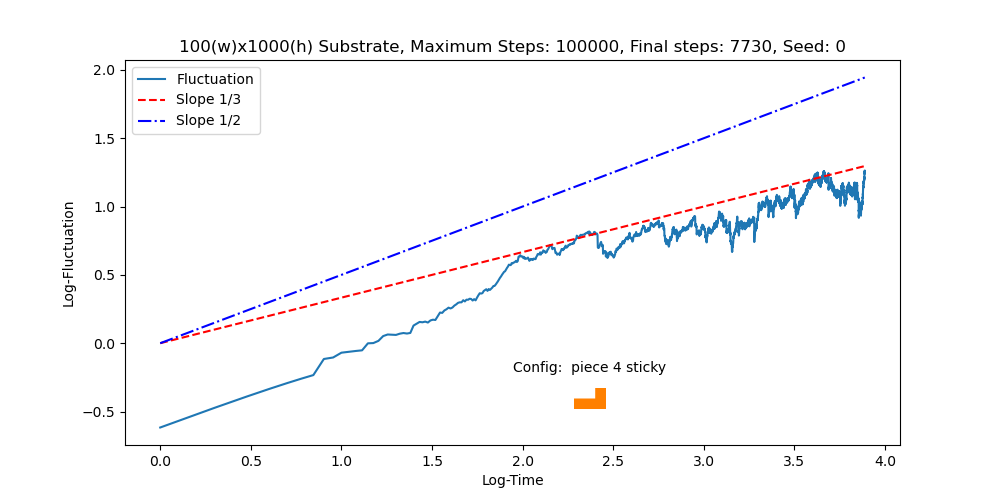 100(w)x1000(h) Substrate, Maximum Steps: 100000, Final steps: 7730, Seed: 0
Fluctuation
Slope 1/3
Slope 1/2
Log-Fluctuation
2.0
1.5
1.0
0.5
0.0
−0.5
Config:  piece 4 sticky
0.0 0.5 1.0 1.5 2.0 2.5 3.0 3.5 4.0
Log-Time